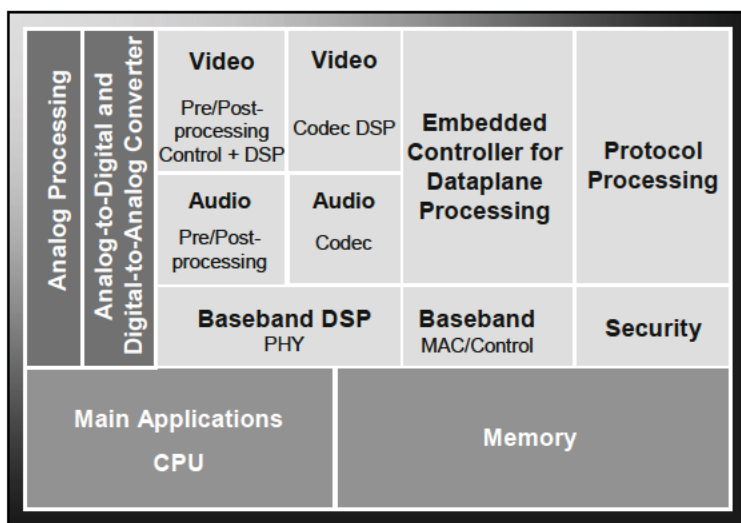 Analog Processing
Analog-to-Digital and
Digital-to-Analog Converter
Video
Pre/Post-
processing
Control + DSP
Video
Codec DSP
Audio
Pre/Post-
processing
Audio
Codec
Embedded
Controller for
Dataplane
Processing
Protocol
Processing
Baseband DSP
PHY
Baseband
MAC/Control
Security
Main Applications
CPU
Memory